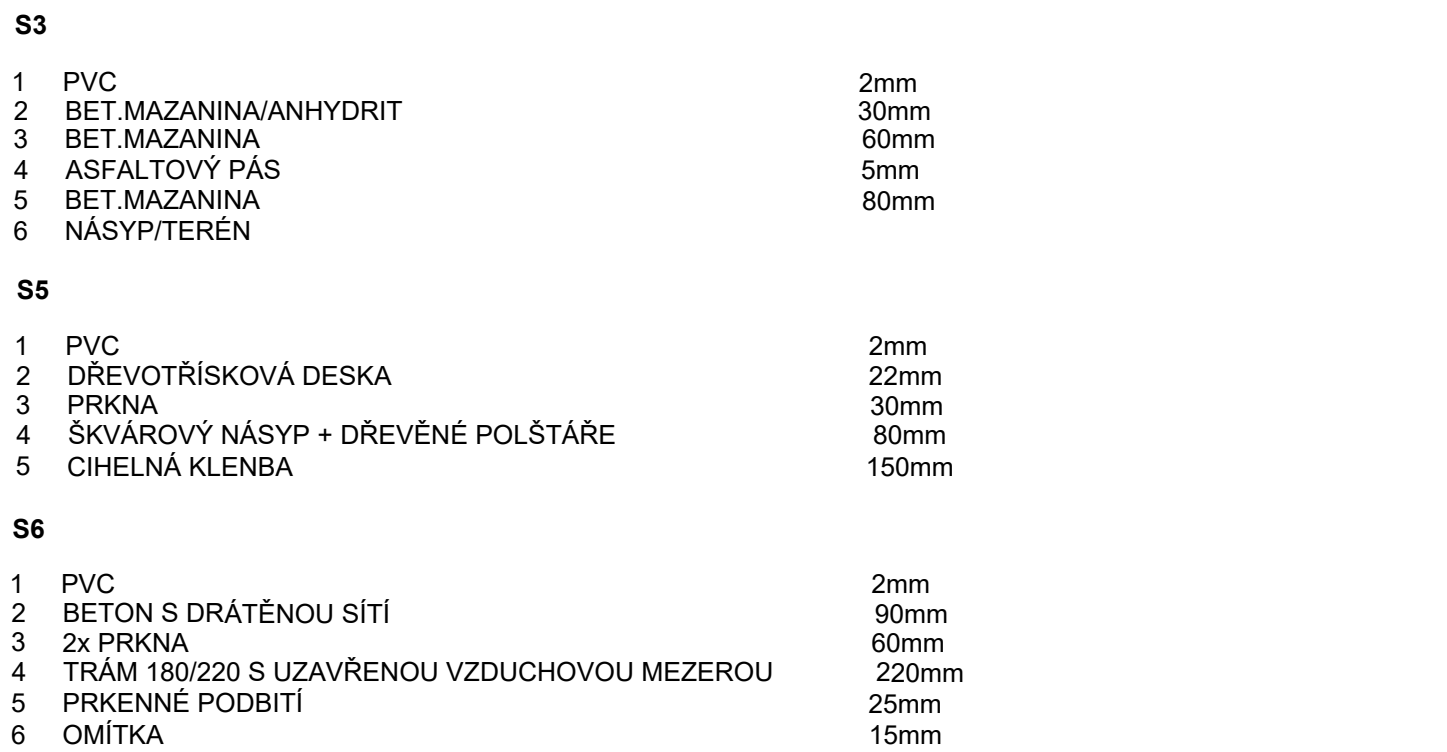 S3
1 PVC 2mm
2 BET.MAZANINA/ANHYDRIT 30mm
3 BET.MAZANINA 60mm
4 ASFALTOVÝ PÁS 5mm
5 BET.MAZANINA 80mm
6 NÁSYP/TERÉN
S5
1 PVC 2mm
2 DŘEVOTŘÍSKOVÁ DESKA 22mm
3 PRKNA 30mm
4 ŠKVÁROVÝ NÁSYP + DŘEVĚNÉ POLŠTÁŘE 80mm
5 CIHELNÁ KLENBA 150mm
S6
1 PVC 2mm
2 BETON S DRÁTĚNOU SÍTÍ 90mm
3 2x PRKNA 60mm
4 TRÁM 180/220 S UZAVŘENOU VZDUCHOVOU MEZEROU 220mm
5 PRKENNÉ PODBITÍ 25mm
6 OMÍTKA 15mm